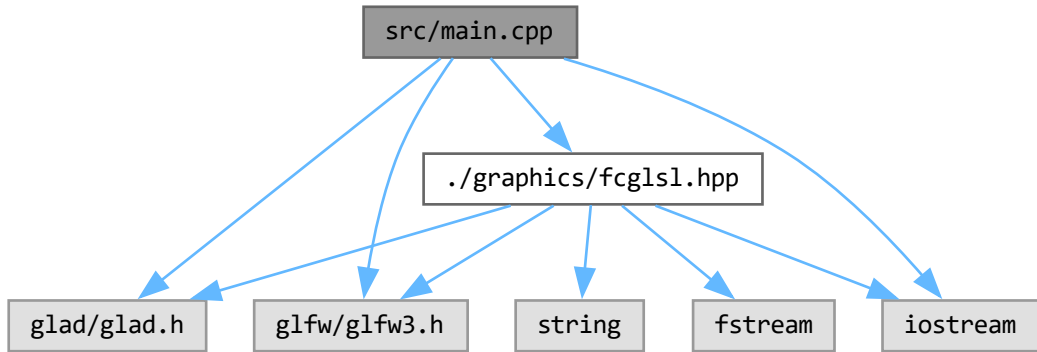 src/main.cpp
./graphics/fcglsl.hpp
glad/glad.h
glfw/glfw3.h
string
fstream
iostream